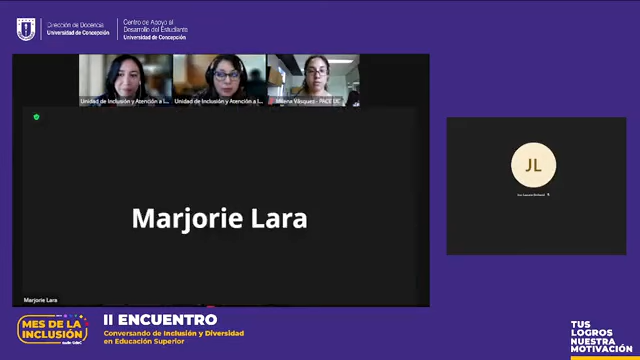 Dirección de Docencia
Universidad de Concepción
Centro de Apoyo al
Desarrollo del Estudiante
Universidad de Concepción
Unidad de Inclusión y Atención a l...
Unidad de Inclusión y Atención a l...
Milena Vásquez - PACE UC
Marjorie Lara
JL
Marjorie Lara
MES DE LA
INCLUSIÓN
II ENCUENTRO
Conversando de Inclusión y Diversidad
en Educación Superior
TUS
LOGROS
NUESTRA
MOTIVACIÓN